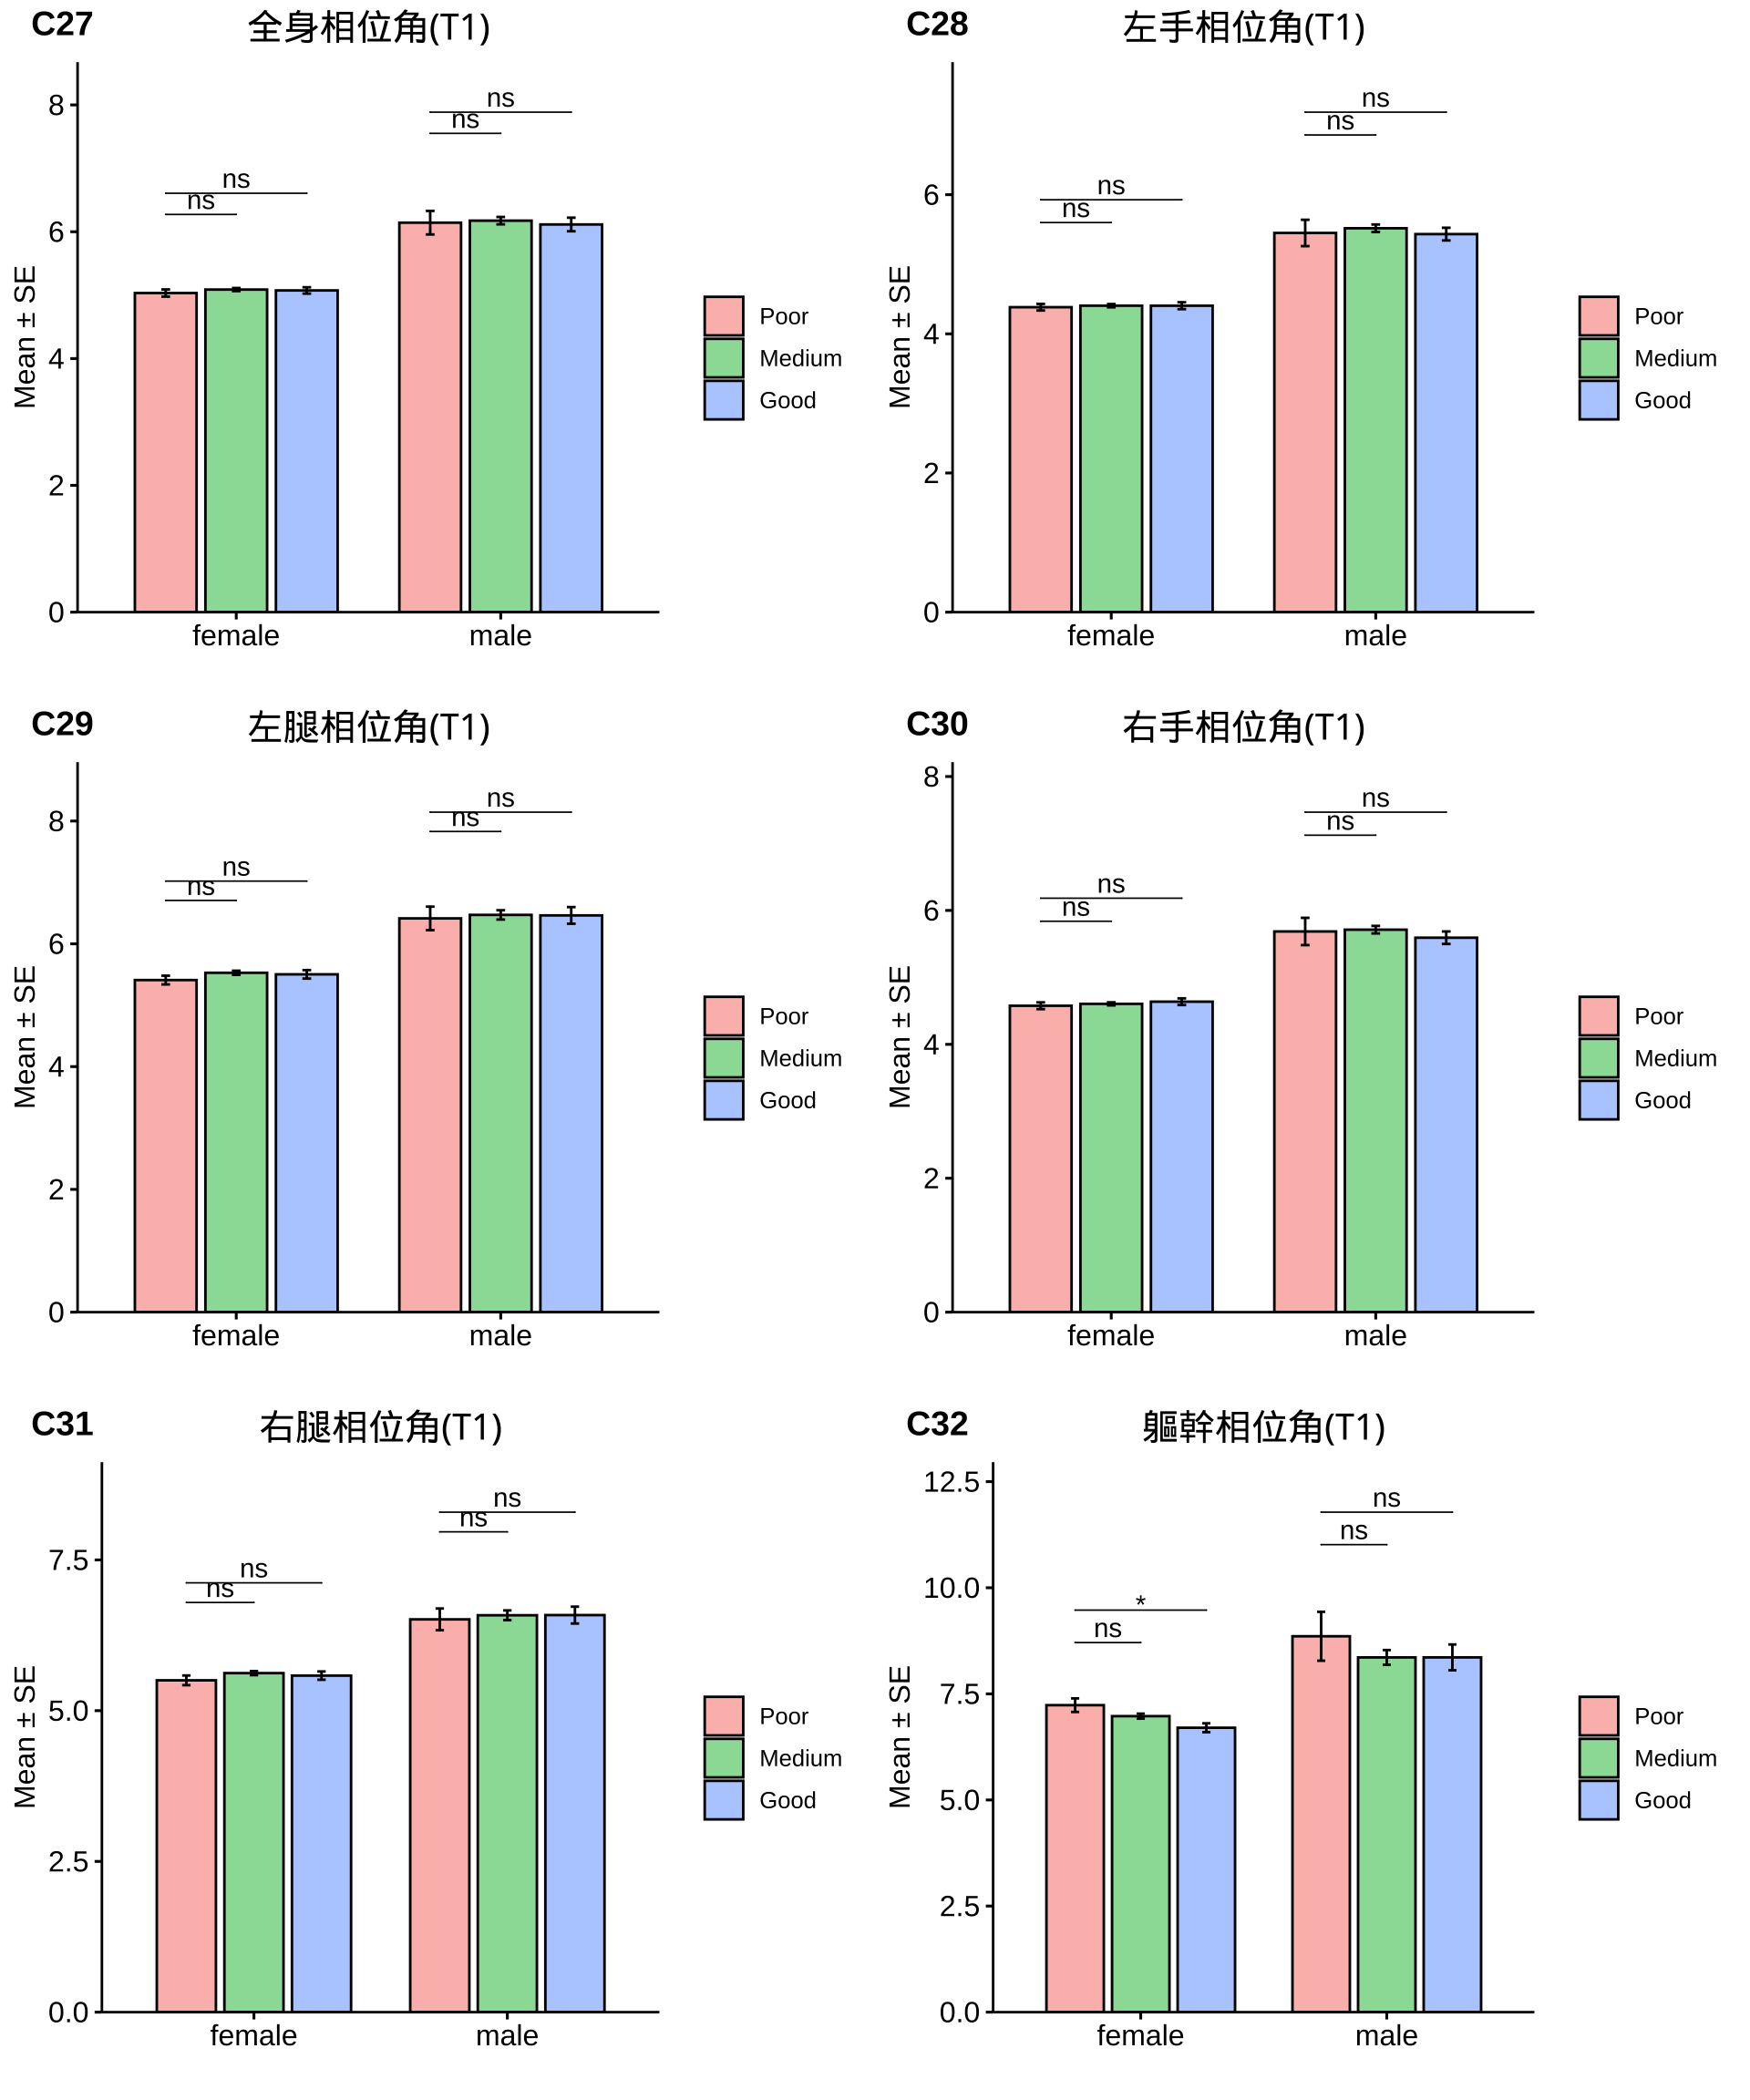 C27 全身相位角(T1)
8
6
4
2
0
Mean ± SE
ns
ns
ns
ns
female male
Poor
Medium
Good
C28 左手相位角(T1)
6
4
2
0
Mean ± SE
ns
ns
ns
ns
female male
Poor
Medium
Good
C29 左腿相位角(T1)
8
6
4
2
0
Mean ± SE
ns
ns
ns
ns
female male
Poor
Medium
Good
C30 右手相位角(T1)
8
6
4
2
0
Mean ± SE
ns
ns
ns
ns
female male
Poor
Medium
Good
C31 右腿相位角(T1)
7.5
5.0
2.5
0.0
Mean ± SE
ns
ns
ns
ns
female male
Poor
Medium
Good
C32 軀幹相位角(T1)
12.5
10.0
7.5
5.0
2.5
0.0
Mean ± SE
ns
ns
*
ns
female male
Poor
Medium
Good